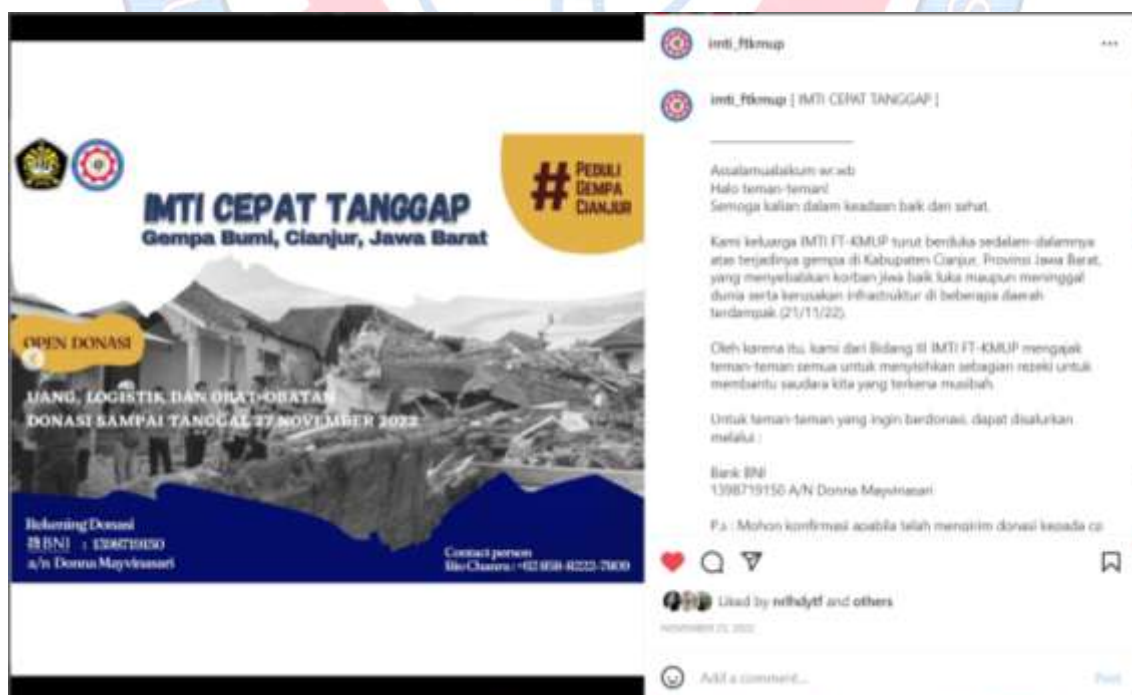 IMTI CEPAT TANGGAP
Gempa Bumi, Cianjur, Jawa Barat
# PEDULI
GEMPA
CIANJUR
OPEN DONASI
UANG, LOGISTIK DAN OBAT-OBATAN
DONASI SAMPAI TANGGAL 27 NOVEMBER 2022
Rekening Donasi
BNI : 1398719150
a/n Donna Mayvinasari
Contact person
imti_ftkmup
imti_ftkmup [ IMTI CEPAT TANGGAP ]
Assalamualaikum wr.wb
Halo teman-teman!
Semoga kalian dalam keadaan baik dan sehat.
Kami keluarga IMTI FT-KMUP turut berduka sedalam-dalamnya
atas terjadinya gempa di Kabupaten Cianjur, Provinsi Jawa Barat,
yang menyebabkan korban jiwa baik luka maupun meninggal
dunia serta kerusakan infrastruktur di beberapa daerah
terdampak (21/11/22).
Oleh karena itu, kami dari Bidang III IMTI FT-KMUP mengajak
teman-teman semua untuk menyisihkan sebagian rezeki untuk
membantu saudara kita yang terkena musibah.
Untuk teman-teman yang ingin berdonasi, dapat disalurkan
melalui :
Bank BNI
1398719150 A/N Donna Mayvinasari
P.s : Mohon konfirmasi apabila telah mengirim donasi kepada cp
Liked by nrlhdytf and others
NOVEMBER 2022
Add a comment...
Post